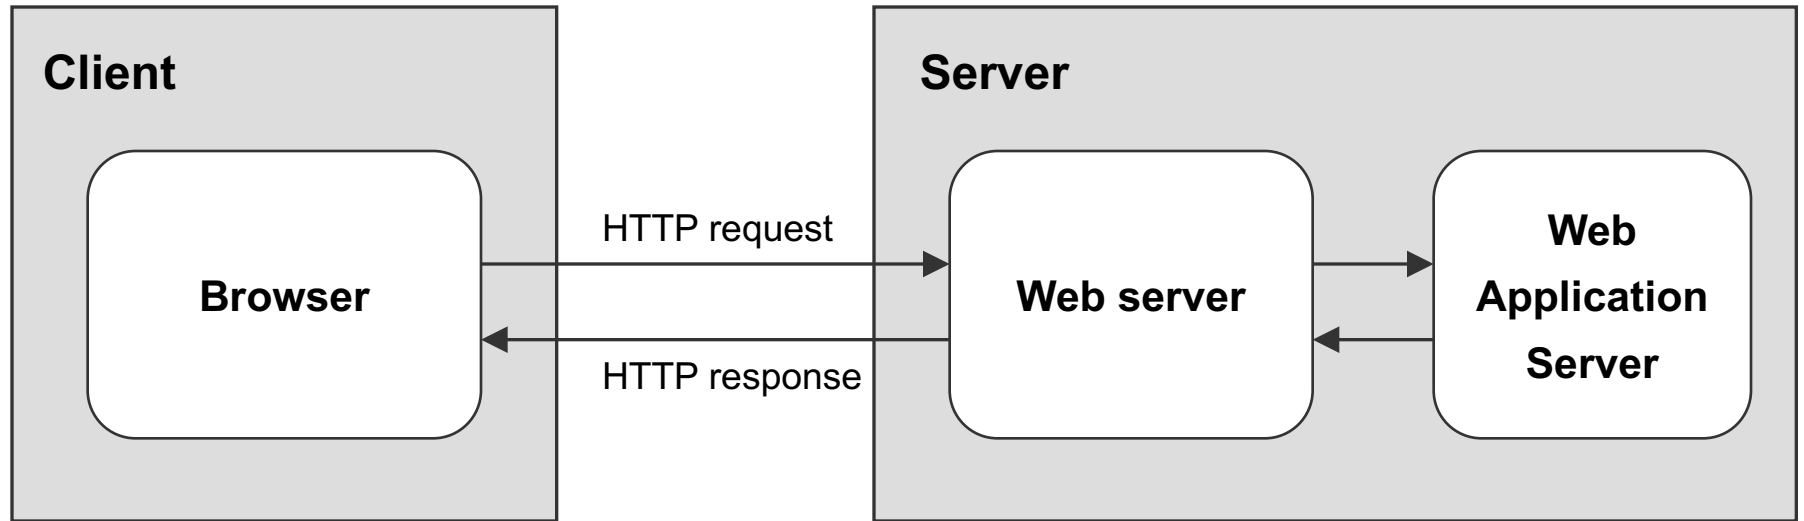 Client
Server
Browser
HTTP request
HTTP response
Web server
Web
Application
Server